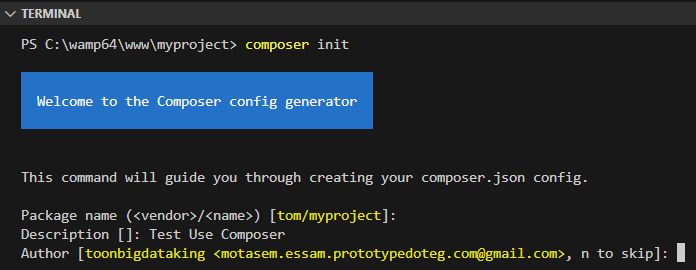 TERMINAL
PS C:\wamp64\www\myproject> composer init
Welcome to the Composer config generator
This command will guide you through creating your composer.json config.
Package name (<vendor>/<name>) [tom/myproject]:
Description []: Test Use Composer
Author [toonbigdataking <motasem.essam.prototypedoteg.com@gmail.com>, n to skip]: